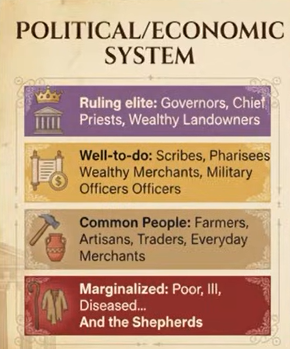 POLITICAL/ECONOMIC
SYSTEM
Ruling elite: Governors, Chief
Priests, Wealthy Landowners
Well-to-do: Scribes, Pharisees
Wealthy Merchants, Military
Officers Officers
Common People: Farmers,
Artisans, Traders, Everyday
Merchants
Marginalized: Poor, Ill,
Diseased...
And the Shepherds